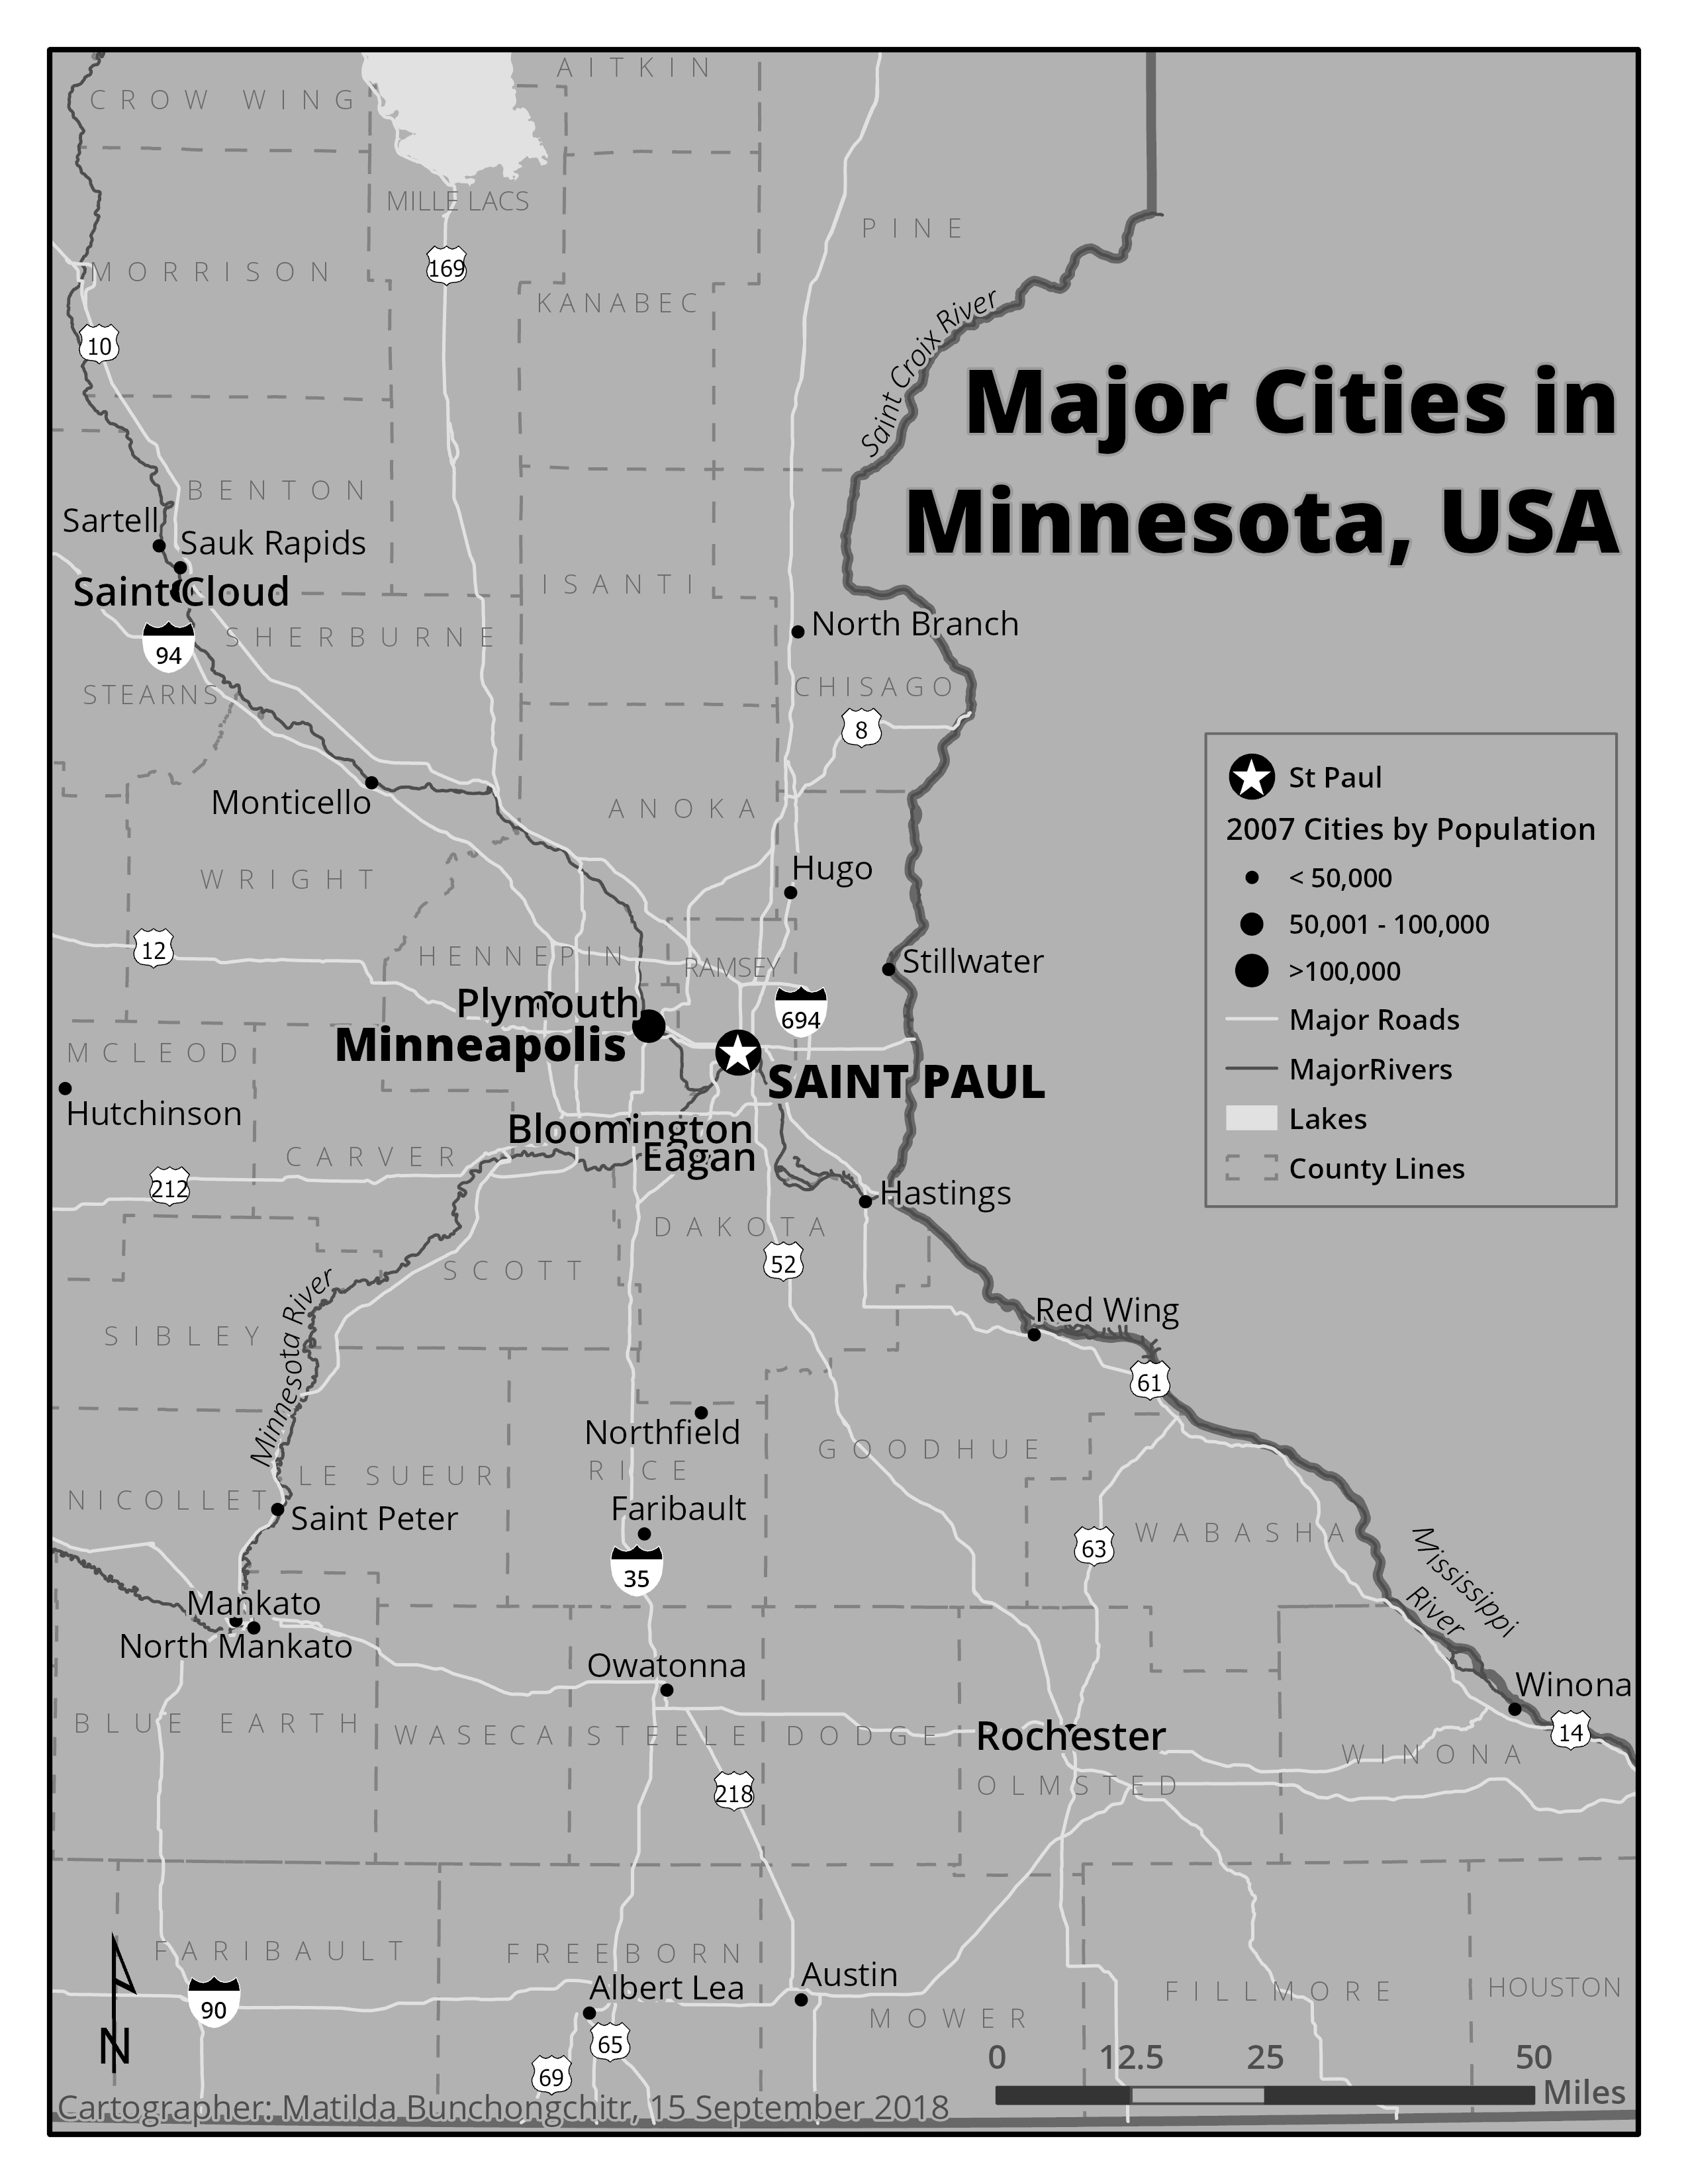 AITKIN
CROW WING
MILLE LACS
PINE
MORRISON
169
KANABEC
10
Saint Croix River
Major Cities in
Minnesota, USA
BENTON
Sartell
Sauk Rapids
Saint Cloud
ISANTI
North Branch
SHERBURNE
94
STEARNS
CHISAGO
8
St Paul
Monticello
ANOKA
2007 Cities by Population
WRIGHT
Hugo
< 50,000
50,001 - 100,000
12
HENNEPIN
RAMSEY
Stillwater
>100,000
Plymouth
694
Major Roads
Minneapolis
MCLEOD
SAINT PAUL
MajorRivers
Hutchinson
Lakes
Bloomington
Eagan
CARVER
County Lines
212
Hastings
DAKOTA
52
SCOTT
Minnesota River
SIBLEY
Red Wing
61
Northfield
GOODHUE
RICE
LE SUEUR
NICOLLET
Faribault
Saint Peter
WABASHA
63
35
Mississippi
River
Mankato
North Mankato
Owatonna
Winona
BLUE EARTH
WASECA
STEELE
DODGE
Rochester
14
WINONA
OLMSTED
218
FARIBAULT
FREEBORN
Albert Lea
Austin
FILLMORE
HOUSTON
90
MOWER
65
69
N
0
12.5
25
50
Miles
Cartographer: Matilda Bunchongchitr, 15 September 2018